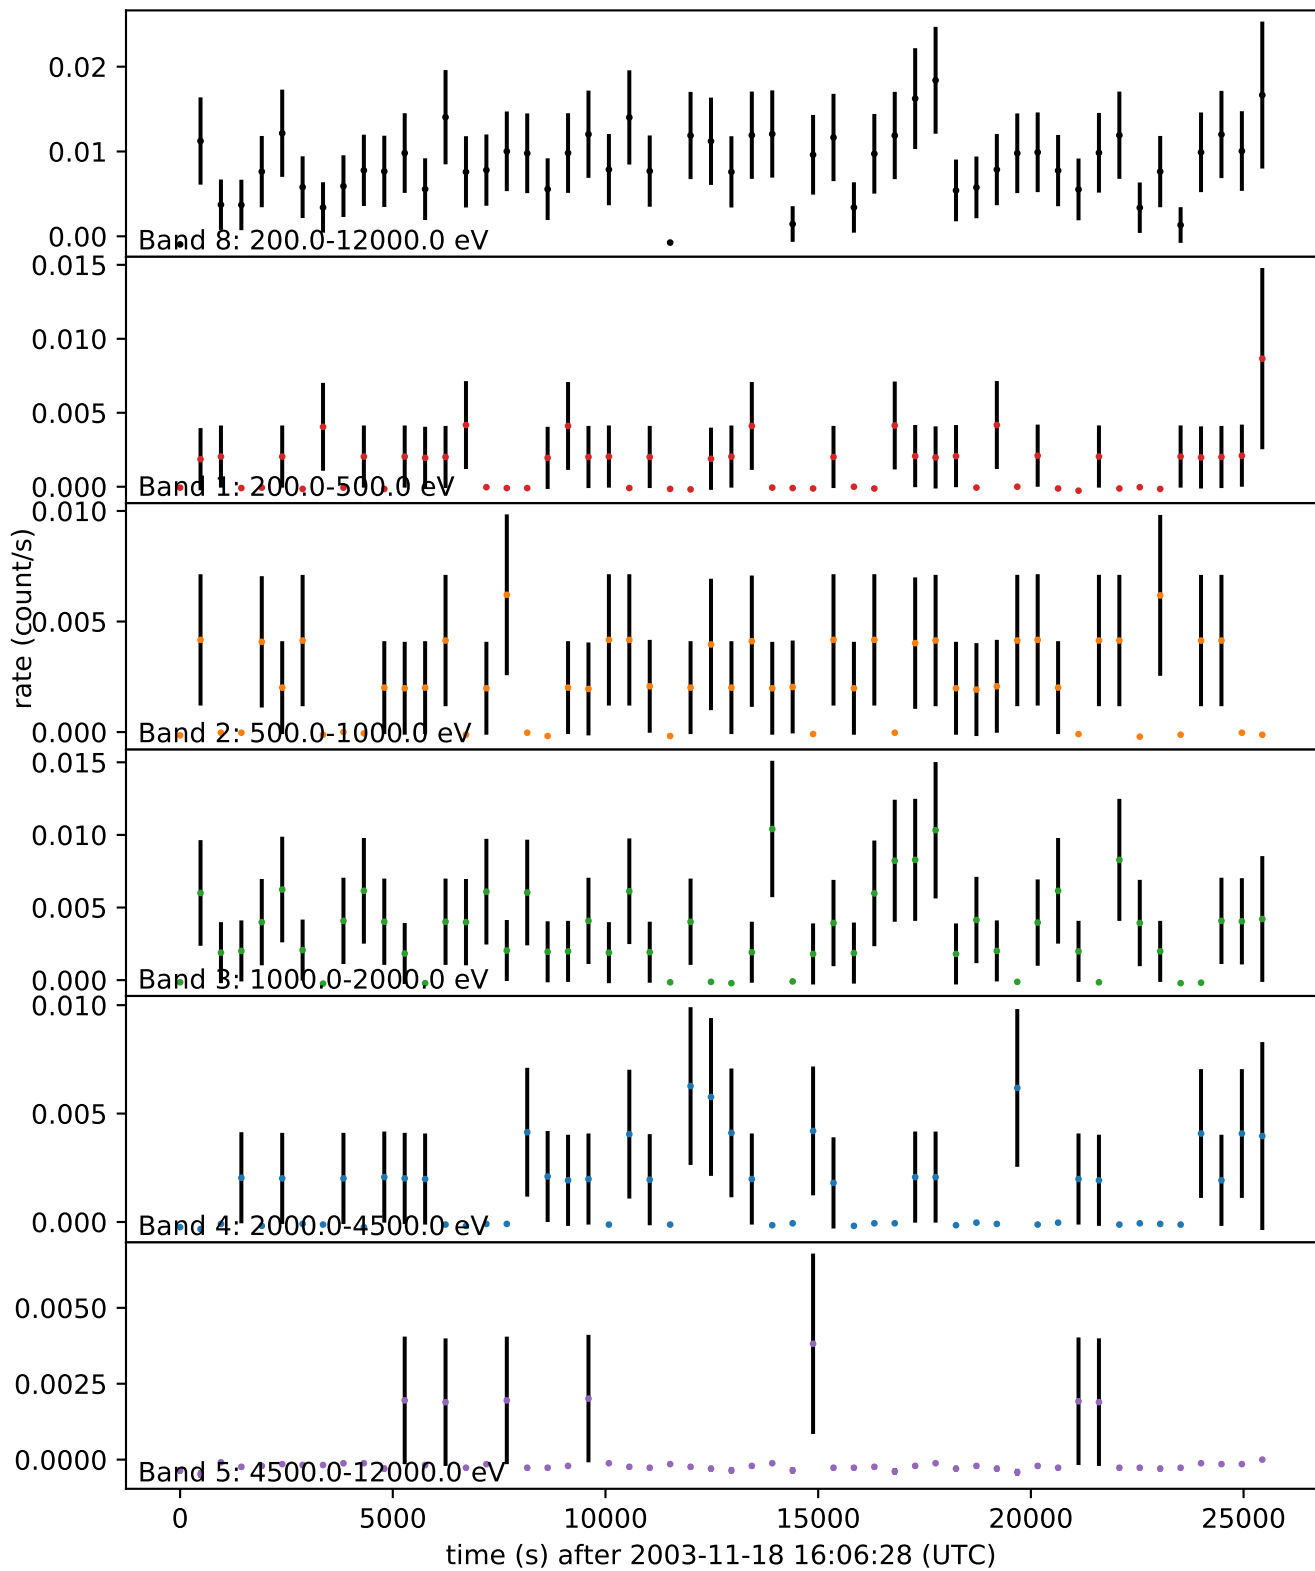 0.02
0.01
0.00
Band 8: 200.0-12000.0 eV
0.015
0.010
0.005
0.000
Band 1: 200.0-500.0 eV
0.010
0.005
0.000
Band 2: 500.0-1000.0 eV
rate (count/s)
0.015
0.010
0.005
0.000
Band 3: 1000.0-2000.0 eV
0.010
0.005
0.000
Band 4: 2000.0-4500.0 eV
0.0050
0.0025
0.0000
Band 5: 4500.0-12000.0 eV
0 5000 10000 15000 20000 25000
time (s) after 2003-11-18 16:06:28 (UTC)